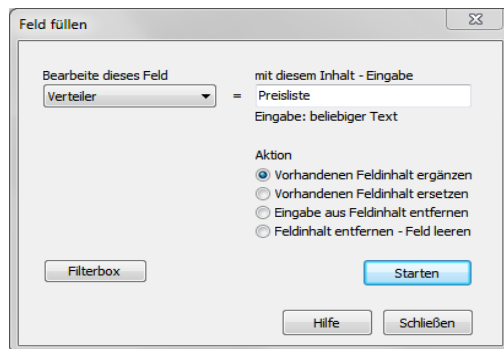 Feld füllen
Bearbeite dieses Feld
mit diesem Inhalt - Eingabe
Verteiler
=
Preisliste
Eingabe: beliebiger Text
Aktion
Vorhandenen Feldinhalt ergänzen
Vorhandenen Feldinhalt ersetzen
Eingabe aus Feldinhalt entfernen
Feldinhalt entfernen - Feld leeren
Filterbox
Starten
Hilfe
Schließen